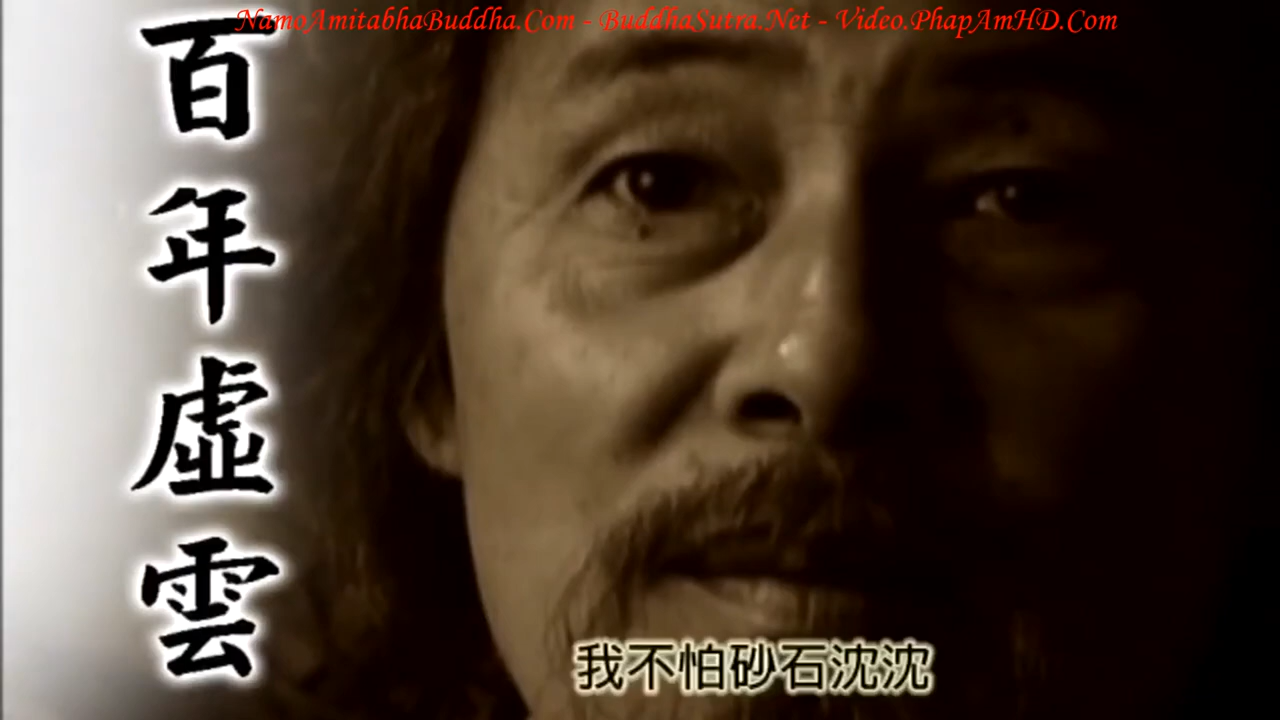 NamoAmitabhaBuddha.Com - BuddhaSutra.Net - Video.PhapAmHD.Com
百年虛雲
我不怕砂石沈沈